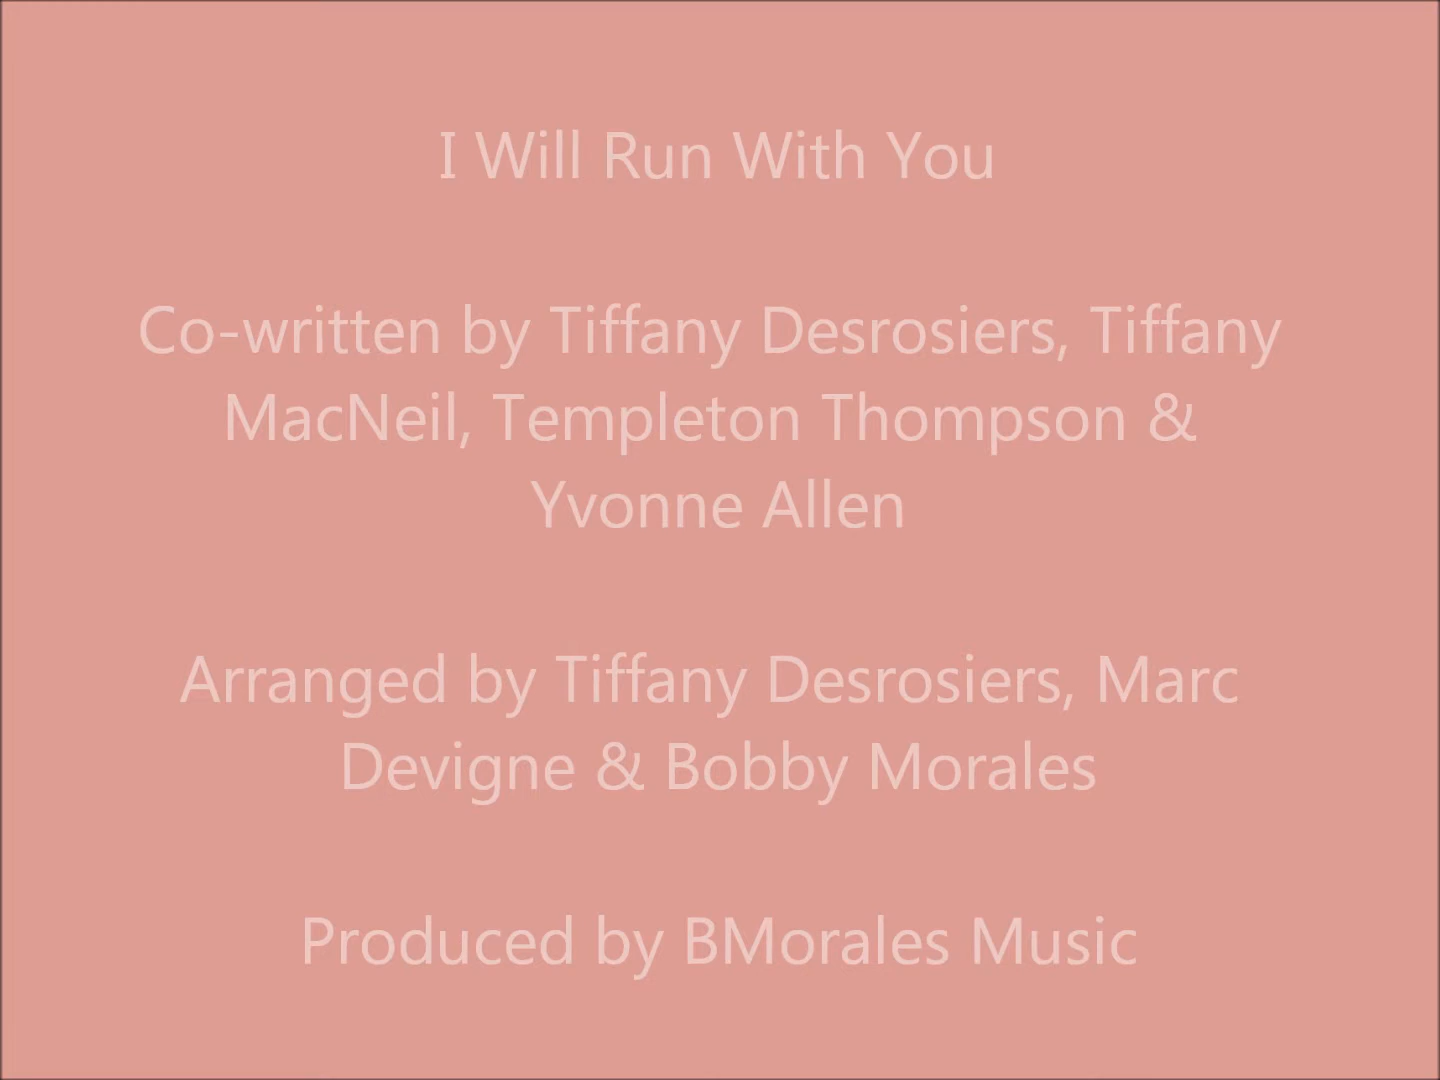 I Will Run With You
Co-written by Tiffany Desrosiers, Tiffany
MacNeil, Templeton Thompson &
Yvonne Allen
Arranged by Tiffany Desrosiers, Marc
Devigne & Bobby Morales
Produced by BMorales Music